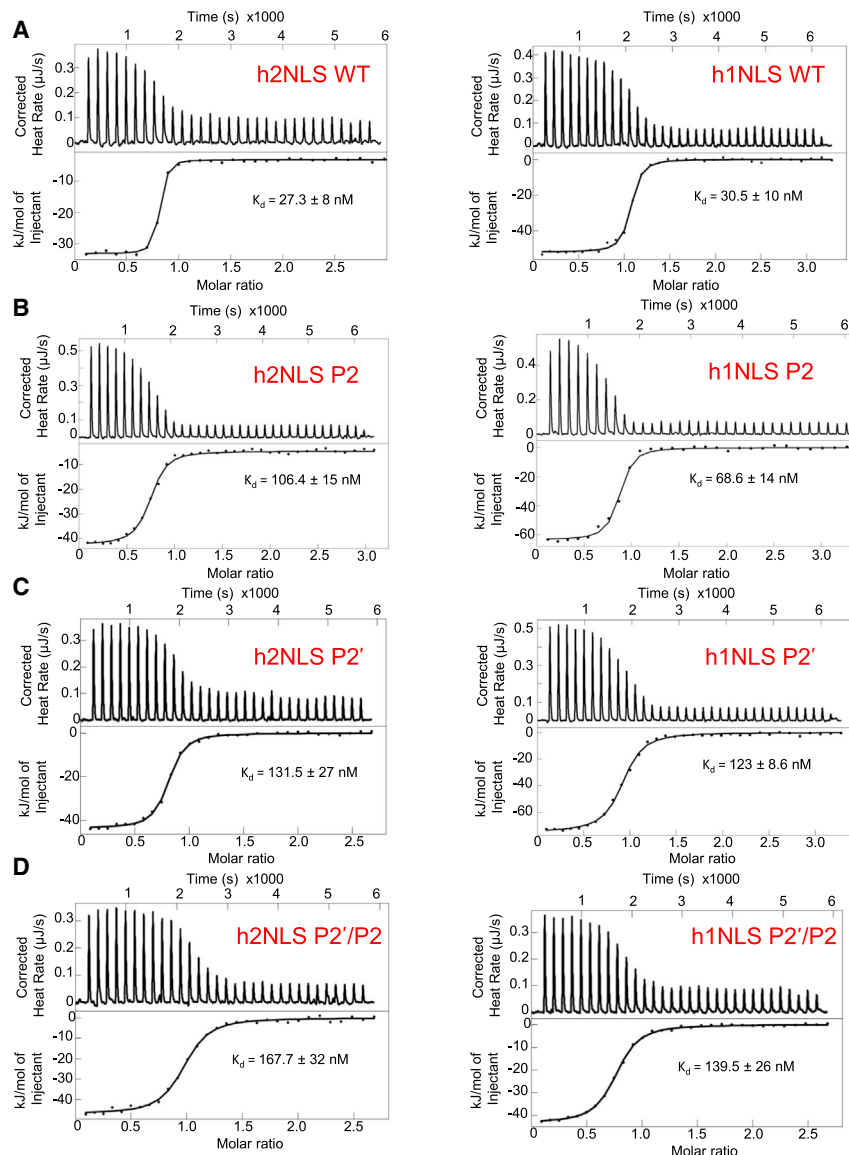 A
Time (s) x1000
1 2 3 4 5 6
h2NLS WT
Corrected
Heat Rate (µJ/s)
0.3
0.2
0.1
0
kJ/mol of
Injectant
-10
-20
-30
Kd = 27.3 ± 8 nM
0 0.5 1.0 1.5 2.0 2.5
Molar ratio
Time (s) x1000
1 2 3 4 5 6
h1NLS WT
Corrected
Heat Rate (µJ/s)
0.4
0.3
0.2
0.1
0
kJ/mol of
Injectant
0
-20
-40
Kd = 30.5 ± 10 nM
0 0.5 1.0 1.5 2.0 2.5 3.0
Molar ratio
B
Time (s) x1000
1 2 3 4 5 6
h2NLS P2
Corrected
Heat Rate (µJ/s)
0.5
0.3
0.1
0
kJ/mol of
Injectant
-10
-20
-30
-40
Kd = 106.4 ± 15 nM
0 0.5 1.0 1.5 2.0 2.5 3.0
Molar ratio
Time (s) x1000
1 2 3 4 5 6
h1NLS P2
Corrected
Heat Rate (µJ/s)
0.4
0.2
0
kJ/mol of
Injectant
0
-20
-40
-60
Kd = 68.6 ± 14 nM
0 0.5 1.0 1.5 2.0 2.5 3.0
Molar ratio
C
Time (s) x1000
1 2 3 4 5 6
h2NLS P2′
Corrected
Heat Rate (µJ/s)
0.3
0.2
0.1
0
kJ/mol of
Injectant
0
-20
-40
Kd = 131.5 ± 27 nM
0 0.5 1.0 1.5 2.0 2.5
Molar ratio
Time (s) x1000
1 2 3 4 5 6
h1NLS P2′
Corrected
Heat Rate (µJ/s)
0.5
0.3
0.1
0
kJ/mol of
Injectant
0
-20
-40
-60
Kd = 123 ± 8.6 nM
0 0.5 1.0 1.5 2.0 2.5 3.0
Molar ratio
D
Time (s) x1000
1 2 3 4 5 6
h2NLS P2′/P2
Corrected
Heat Rate (µJ/s)
0.3
0.2
0.1
0
kJ/mol of
Injectant
0
-10
-20
-30
-40
Kd = 167.7 ± 32 nM
0 0.5 1.0 1.5 2.0 2.5
Molar ratio
Time (s) x1000
1 2 3 4 5 6
h1NLS P2′/P2
Corrected
Heat Rate (µJ/s)
0.3
0.2
0.1
0
kJ/mol of
Injectant
0
-10
-20
-30
-40
Kd = 139.5 ± 26 nM
0 0.5 1.0 1.5 2.0 2.5
Molar ratio